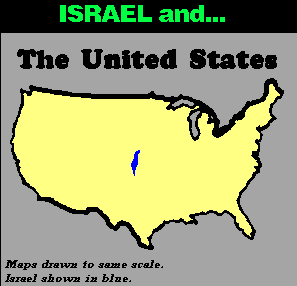 ISRAEL and...
The United States
Maps drawn to same scale.
Israel shown in blue.